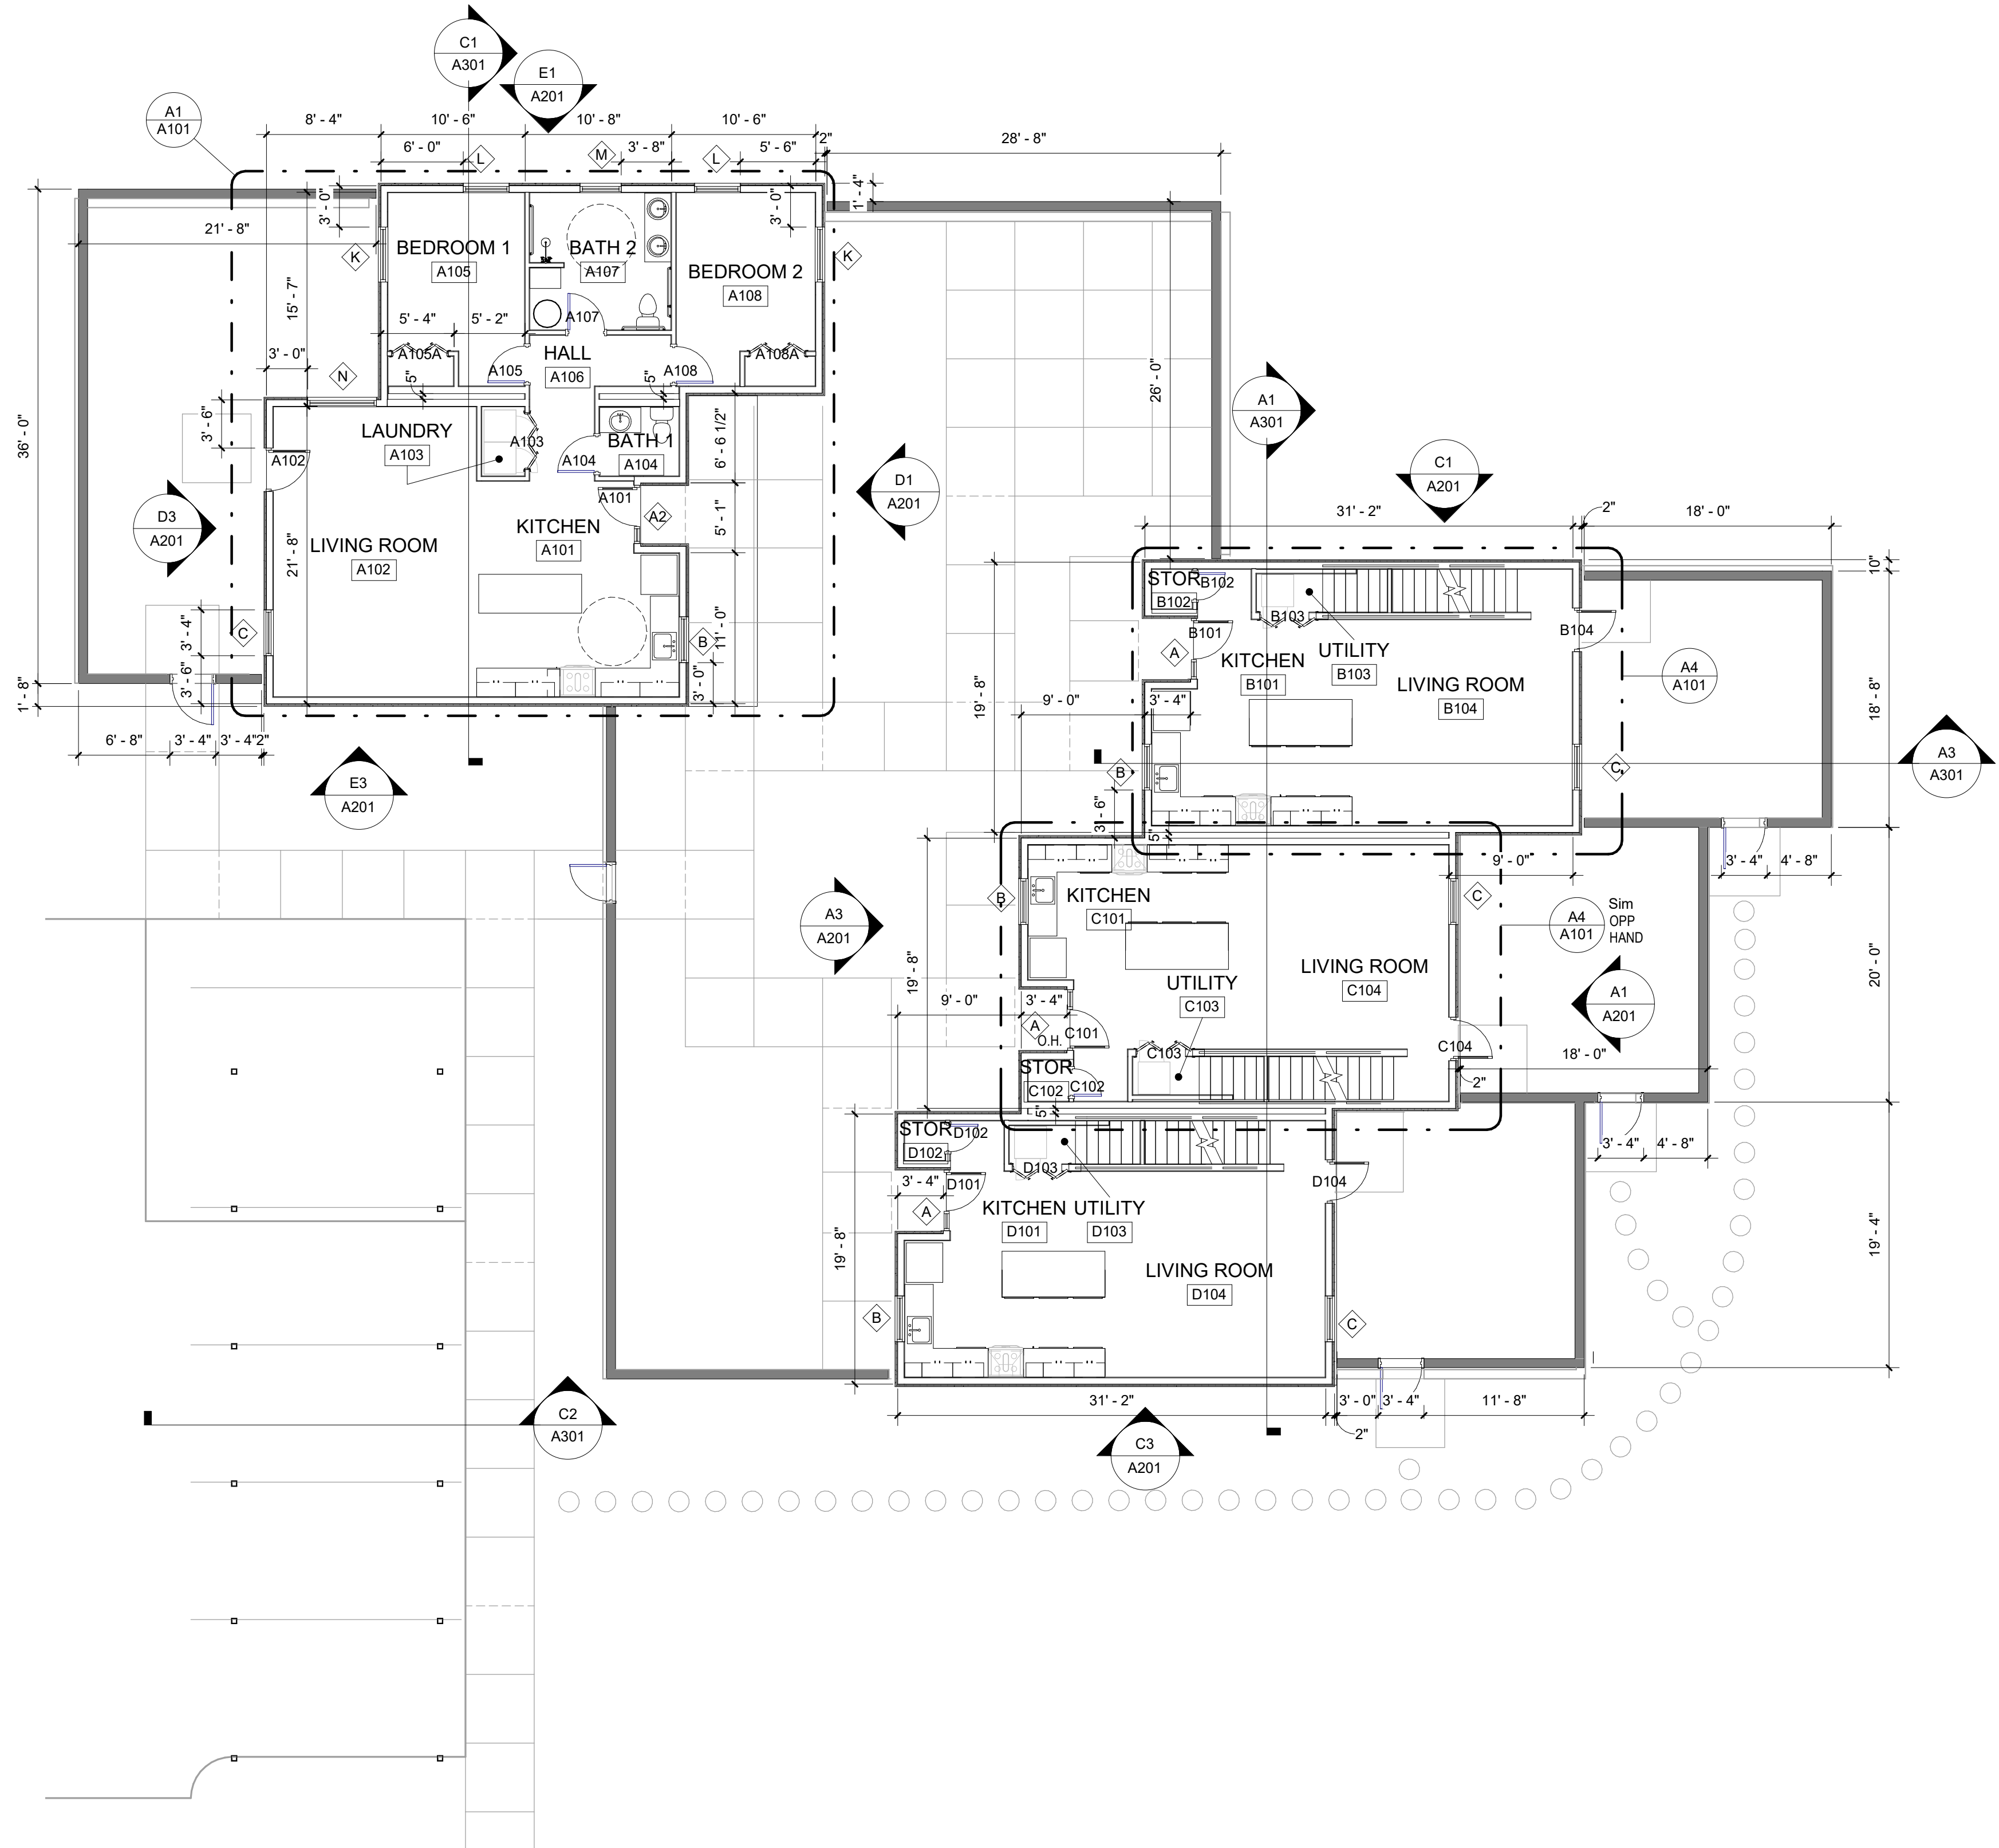 C1
A301
E1
A201
A1
A101
8' - 4"
10' - 6"
10' - 8"
10' - 6"
2"
28' - 8"
6' - 0"
L
M
3' - 8"
L
5' - 6"
1' - 4"
3' - 0"
3' - 0"
21' - 8"
K
BEDROOM 1
A105
BATH 2
A107
BEDROOM 2
A108
K
15' - 7"
5' - 4"
5' - 2"
A107
3' - 0"
N
A105A
HALL
A106
A105
A108
A108A
5"
5"
26' - 0"
36' - 0"
3' - 6"
LAUNDRY
A103
A103
BATH 1
A104
A104
6' - 6 1/2"
A102
A101
A2
5' - 1"
D1
A201
A1
A301
C1
A201
D3
A201
LIVING ROOM
A102
KITCHEN
A101
21' - 8"
31' - 2"
2"
18' - 0"
10"
3' - 4"
C
B
11' - 0"
3' - 6"
3' - 0"
1' - 8"
6' - 8"
3' - 4"
3' - 4"
2"
E3
A201
STOR
B102
B102
B103
B101
B104
A
KITCHEN
B101
UTILITY
B103
LIVING ROOM
B104
A4
A101
19' - 8"
9' - 0"
3' - 4"
18' - 8"
B
C
A3
A301
3' - 6"
5"
9' - 0"
3' - 4"
4' - 8"
B
KITCHEN
C101
C
A4
A101
Sim
OPP
HAND
A3
A201
19' - 8"
UTILITY
C103
LIVING ROOM
C104
20' - 0"
A1
A201
9' - 0"
3' - 4"
A
O.H.
C101
C103
C104
18' - 0"
2"
STOR
C102
C102
5"
STOR
D102
D102
D103
3' - 4"
D101
D104
3' - 4"
4' - 8"
A
KITCHEN
D101
UTILITY
D103
19' - 8"
LIVING ROOM
D104
19' - 4"
B
C
31' - 2"
3' - 0"
3' - 4"
11' - 8"
2"
C2
A301
C3
A201